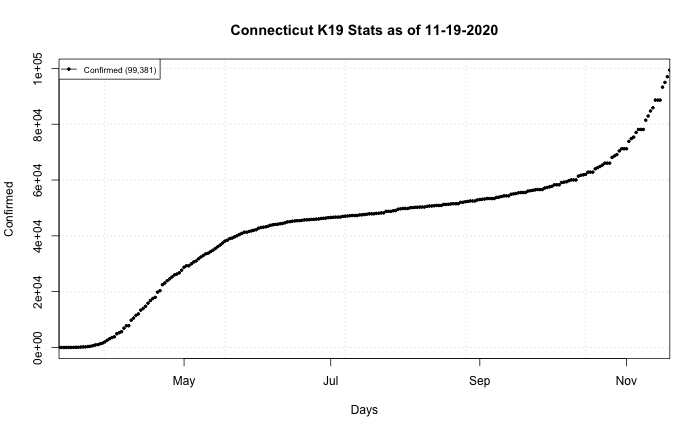 Connecticut K19 Stats as of 11-19-2020
Confirmed (99,381)
1e+05
8e+04
6e+04
4e+04
2e+04
0e+00
Confirmed
May Jul Sep Nov
Days